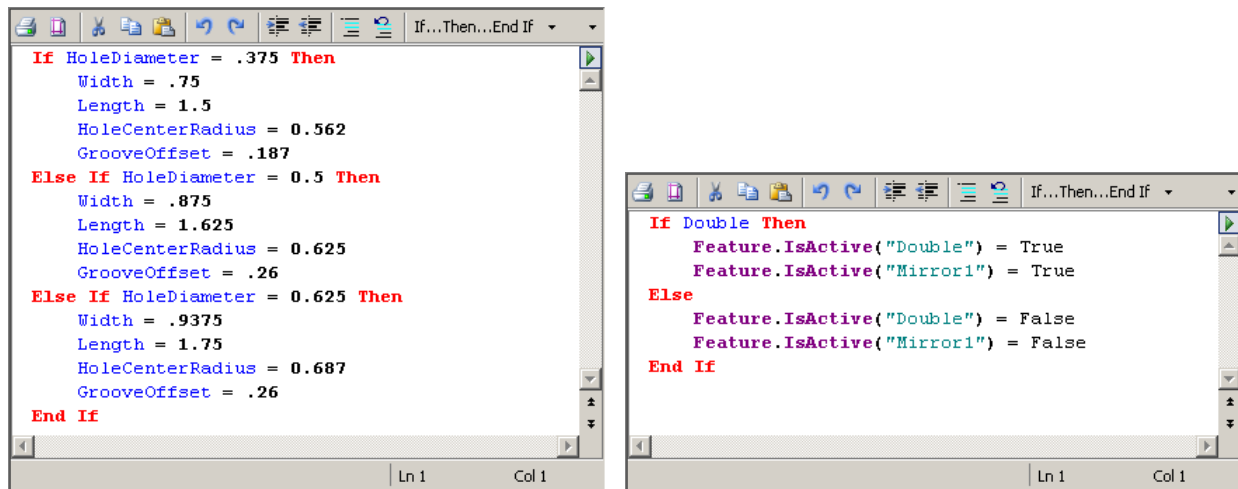 If...Then...End If
If HoleDiameter = .375 Then
Width = .75
Length = 1.5
HoleCenterRadius = 0.562
GrooveOffset = .187
Else If HoleDiameter = 0.5 Then
Width = .875
Length = 1.625
HoleCenterRadius = 0.625
GrooveOffset = .26
Else If HoleDiameter = 0.625 Then
Width = .9375
Length = 1.75
HoleCenterRadius = 0.687
GrooveOffset = .26
End If
Ln 1 Col 1
If...Then...End If
If Double Then
Feature.IsActive("Double") = True
Feature.IsActive("Mirror1") = True
Else
Feature.IsActive("Double") = False
Feature.IsActive("Mirror1") = False
End If
Ln 1 Col 1